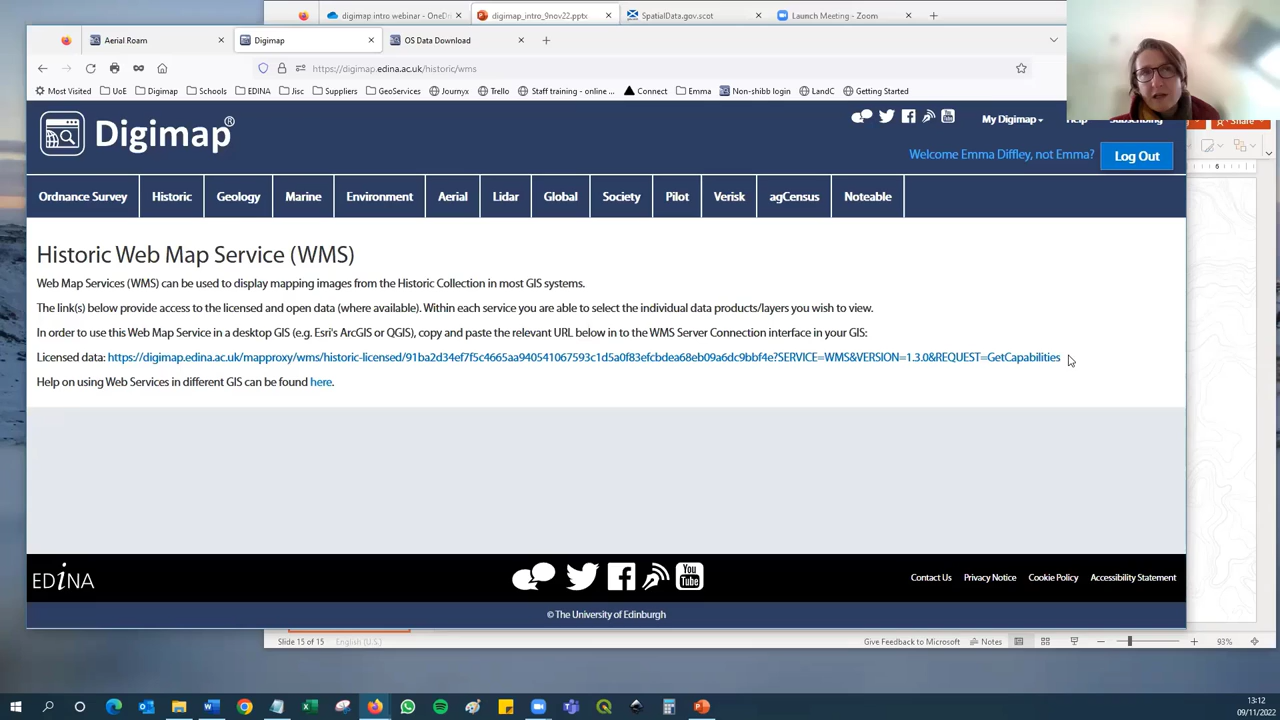 digimap intro webinar - OneDr
digimap_intro_9nov22.pptx
SpatialData.gov.scot
Launch Meeting - Zoom
Aerial Roam
Digimap
OS Data Download
https://digimap.edina.ac.uk/historic/wms
Most Visited
UoE
Digimap
Schools
EDINA
Jisc
Suppliers
GeoServices
Journyx
Trello
Staff training - online ...
Connect
Emma
Non-shibb login
LandC
Getting Started
Share
Digimap®
My Digimap
Help
Subscribing
Welcome Emma Diffley, not Emma?
Log Out
6
Ordnance Survey
Historic
Geology
Marine
Environment
Aerial
Lidar
Global
Society
Pilot
Verisk
agCensus
Noteable
Historic Web Map Service (WMS)
Web Map Services (WMS) can be used to display mapping images from the Historic Collection in most GIS systems.
The link(s) below provide access to the licensed and open data (where available). Within each service you are able to select the individual data products/layers you wish to view.
In order to use this Web Map Service in a desktop GIS (e.g. Esri's ArcGIS or QGIS), copy and paste the relevant URL below in to the WMS Server Connection interface in your GIS:
Licensed data: https://digimap.edina.ac.uk/mapproxy/wms/historic-licensed/91ba2d34ef7f5c4665aa940541067593c1d5a0f83efcbdea68eb09a6dc9bbf4e?SERVICE=WMS&VERSION=1.3.0&REQUEST=GetCapabilities
Help on using Web Services in different GIS can be found here.
EDINA
You
Tube
Contact Us
Privacy Notice
Cookie Policy
Accessibility Statement
© The University of Edinburgh
Slide 15 of 15
English (U.S.)
Give Feedback to Microsoft
Notes
93%
13:12
09/11/2022